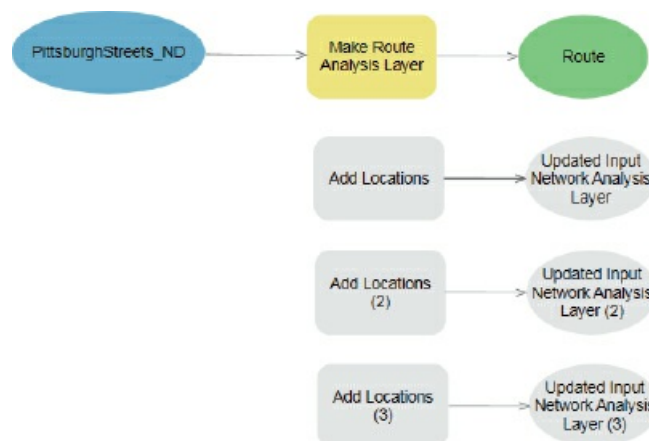 PittsburghStreets_ND
Make Route
Analysis Layer
Route
Add Locations
Updated Input
Network Analysis
Layer
Add Locations
(2)
Updated Input
Network Analysis
Layer (2)
Add Locations
(3)
Updated Input
Network Analysis
Layer (3)